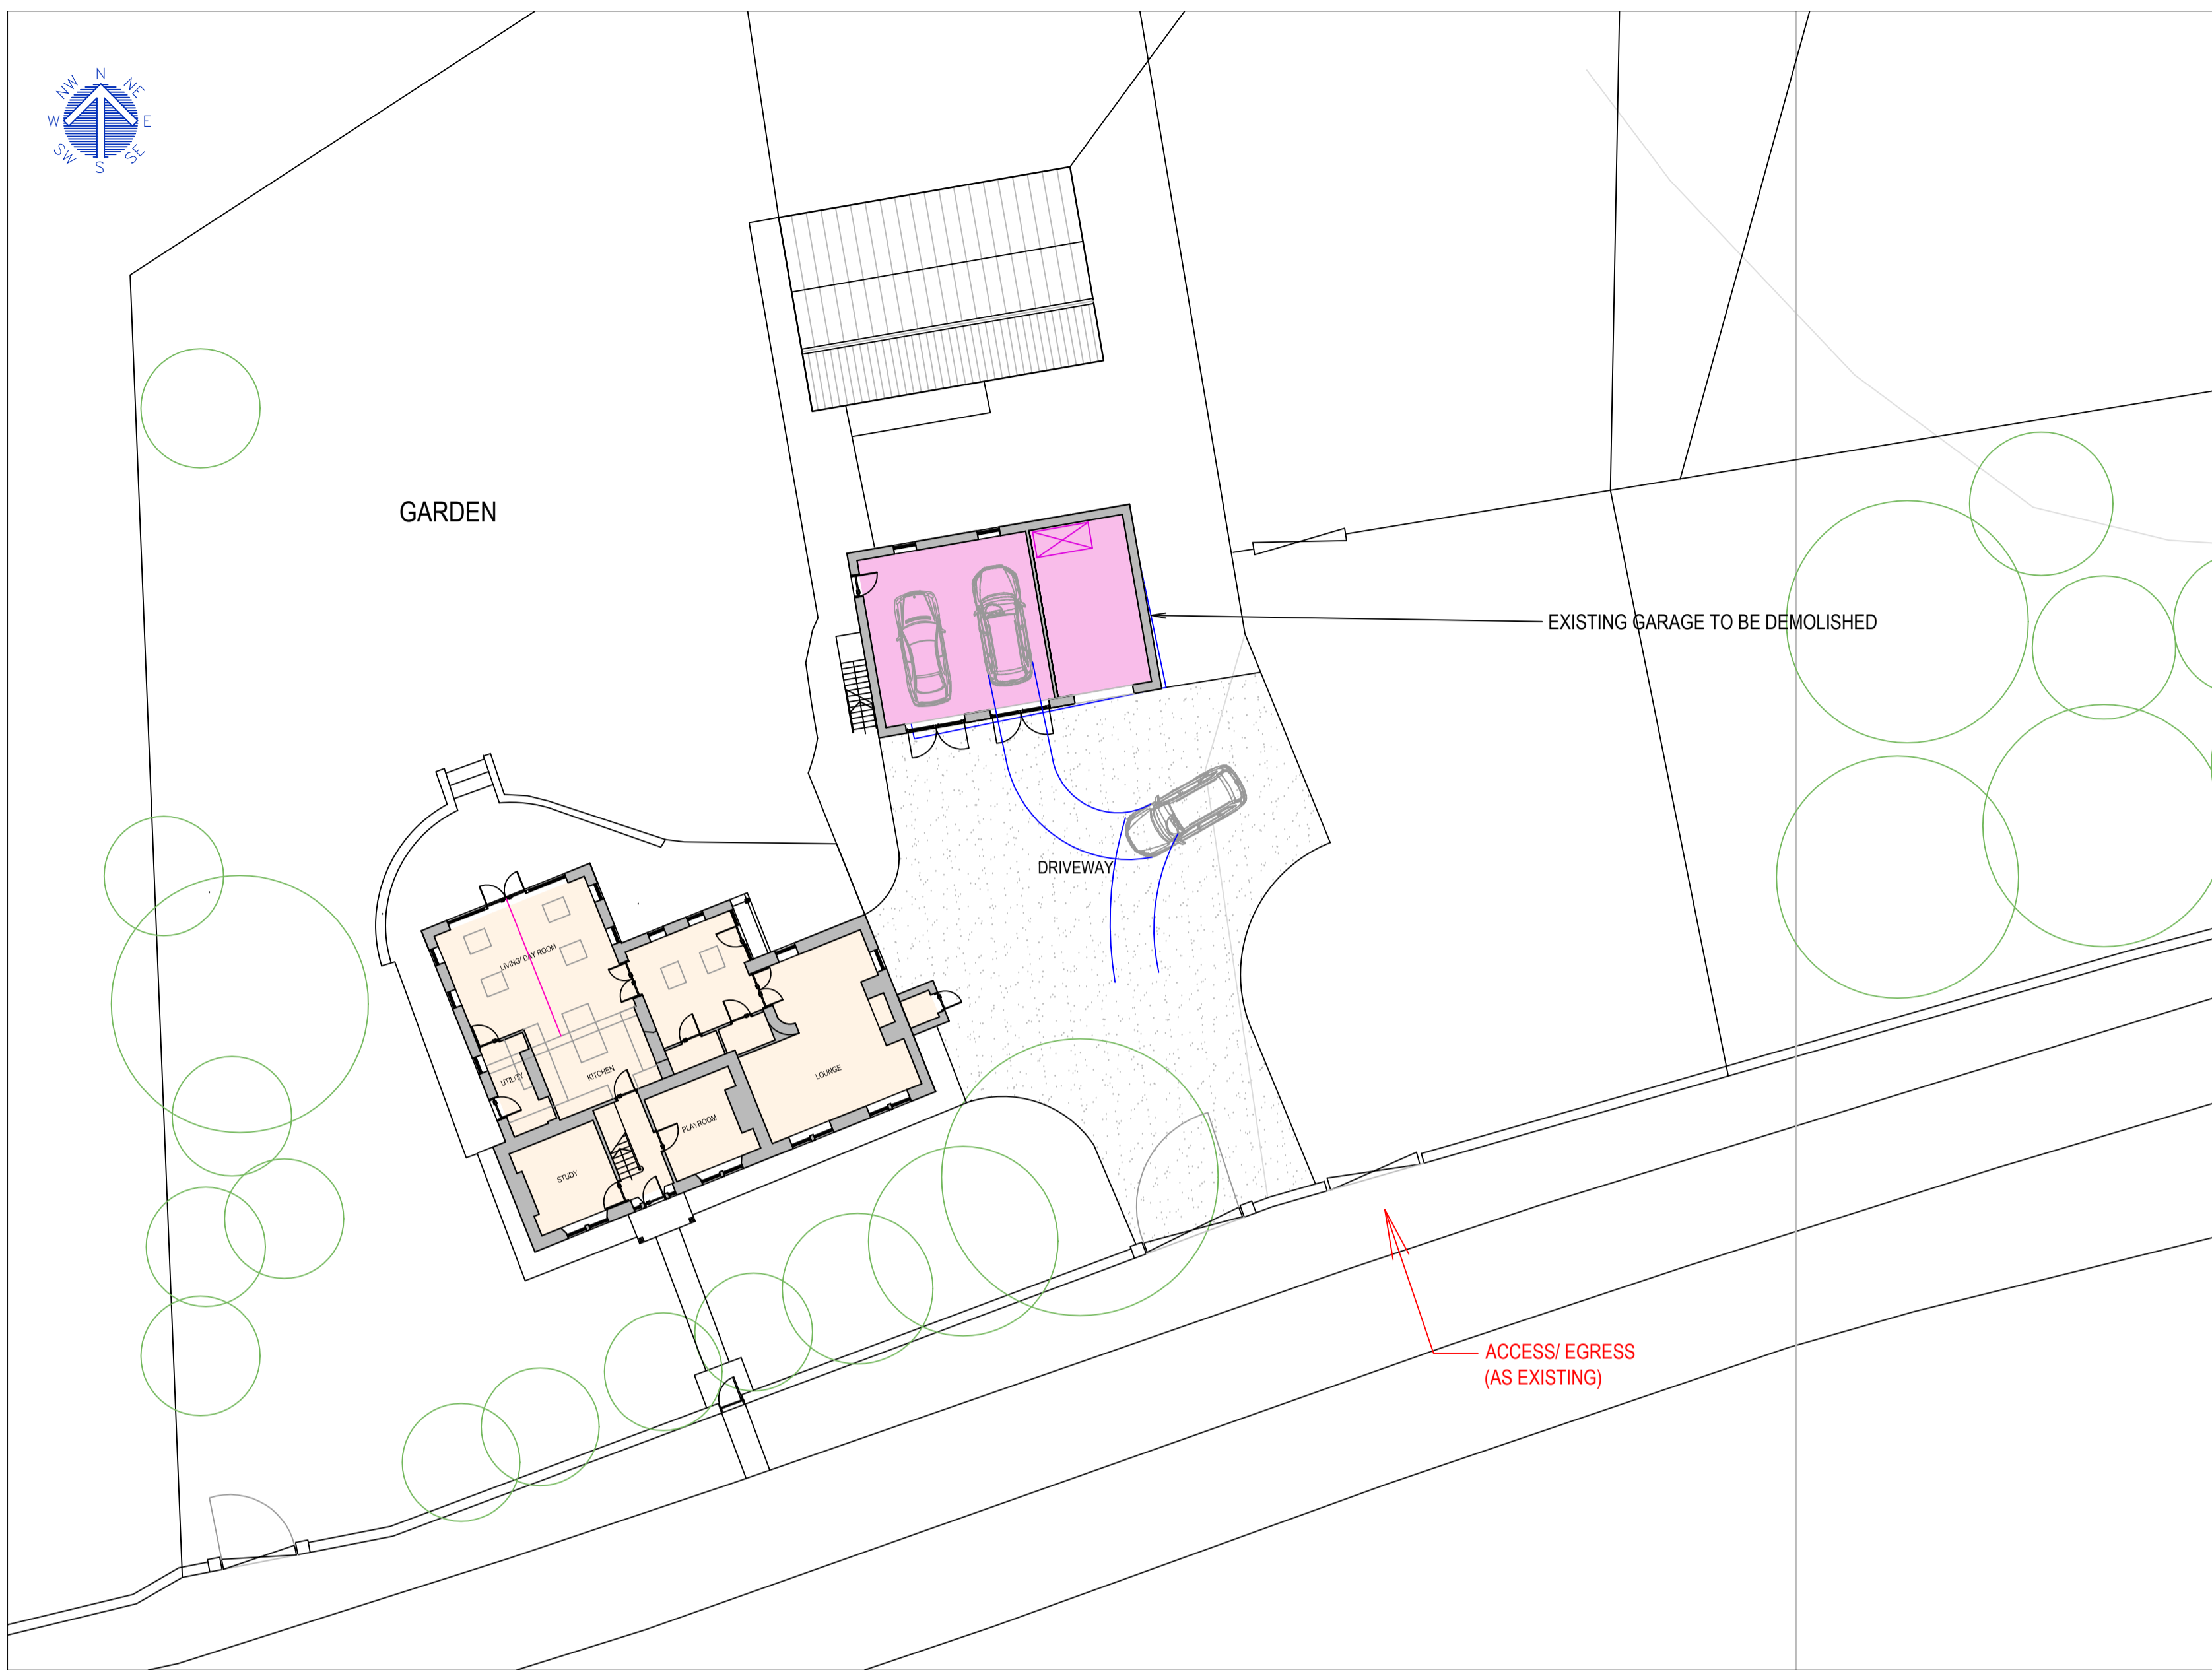 N
NW
NE
W
E
SW
SE
S
GARDEN
EXISTING GARAGE TO BE DEMOLISHED
DRIVEWAY
LIVING/ DAY ROOM
UTILITY
KITCHEN
LOUNGE
PLAYROOM
STUDY
ACCESS/ EGRESS
(AS EXISTING)